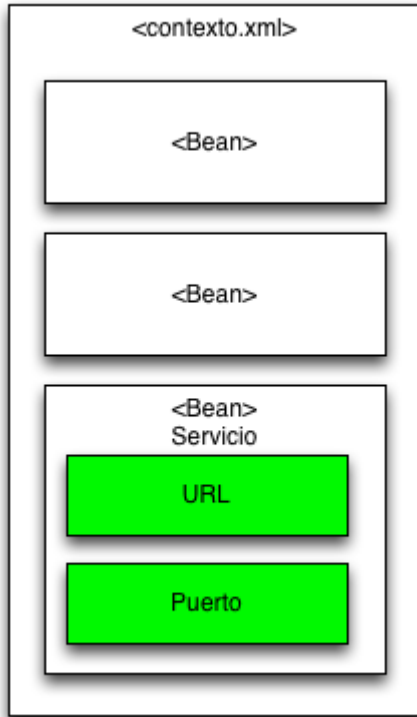 <contexto.xml>
<Bean>
<Bean>
<Bean>
Servicio
URL
Puerto